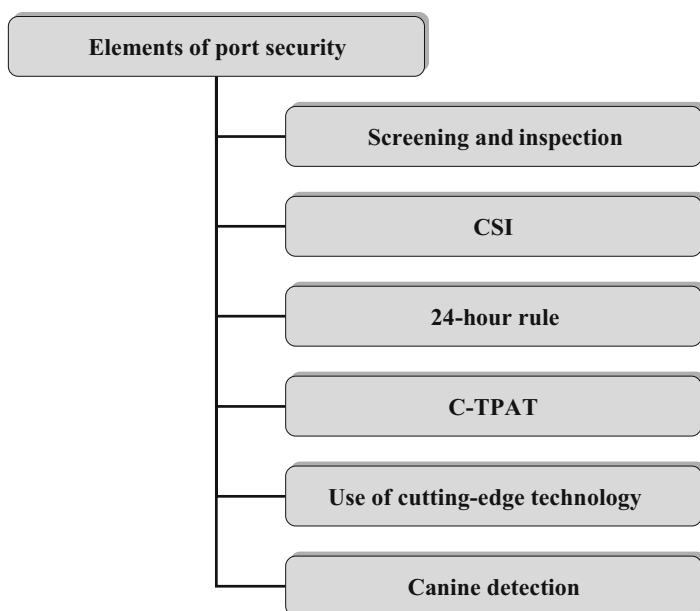 Elements of port security
Screening and inspection
CSI
24-hour rule
C-TPAT
Use of cutting-edge technology
Canine detection